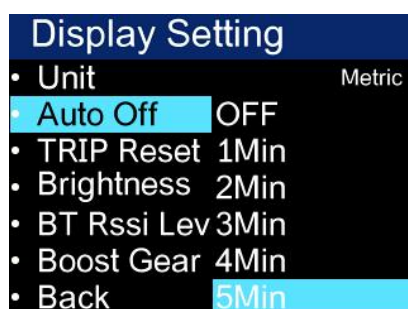 Display Setting
• Unit Metric
• Auto Off OFF
• TRIP Reset 1Min
• Brightness 2Min
• BT Rssi Lev 3Min
• Boost Gear 4Min
• Back 5Min